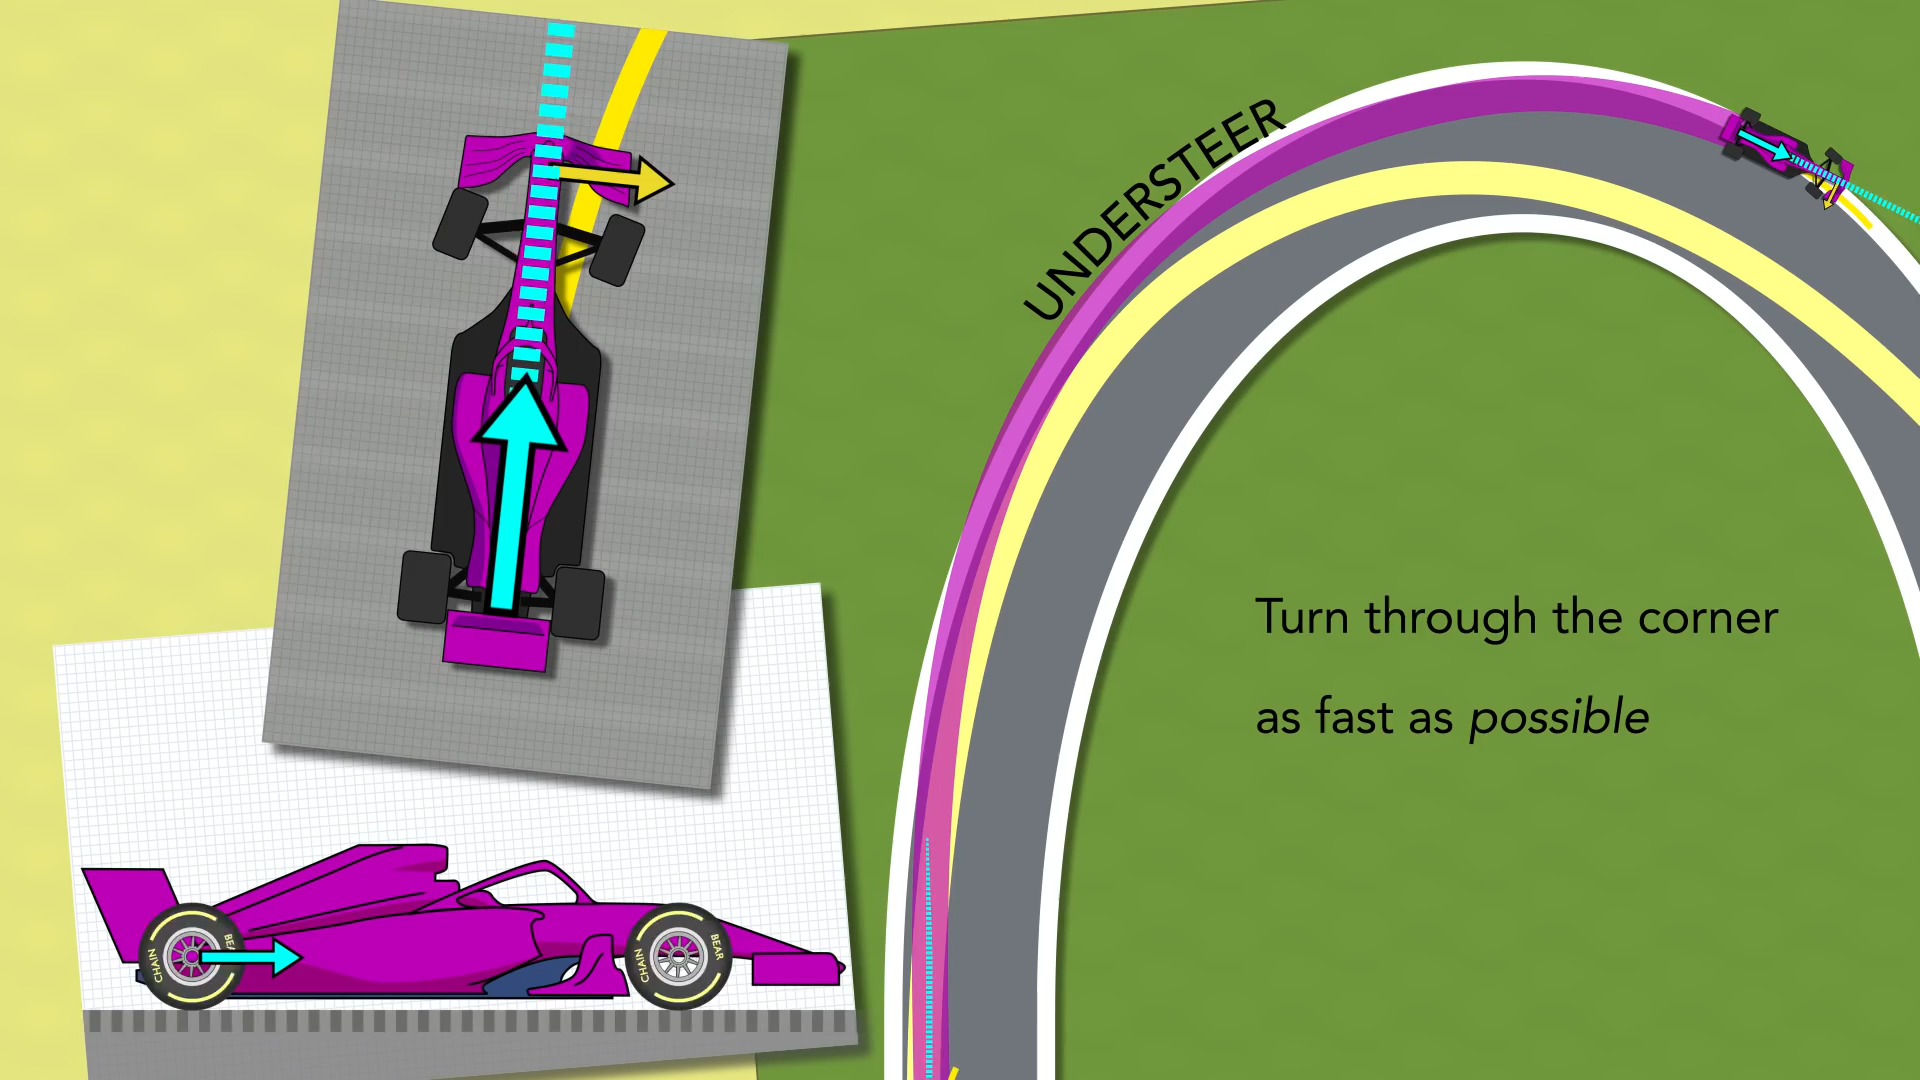 UNDERSTEER
Turn through the corner
as fast as possible
CHAIN
BEAR
CHAIN
BEAR